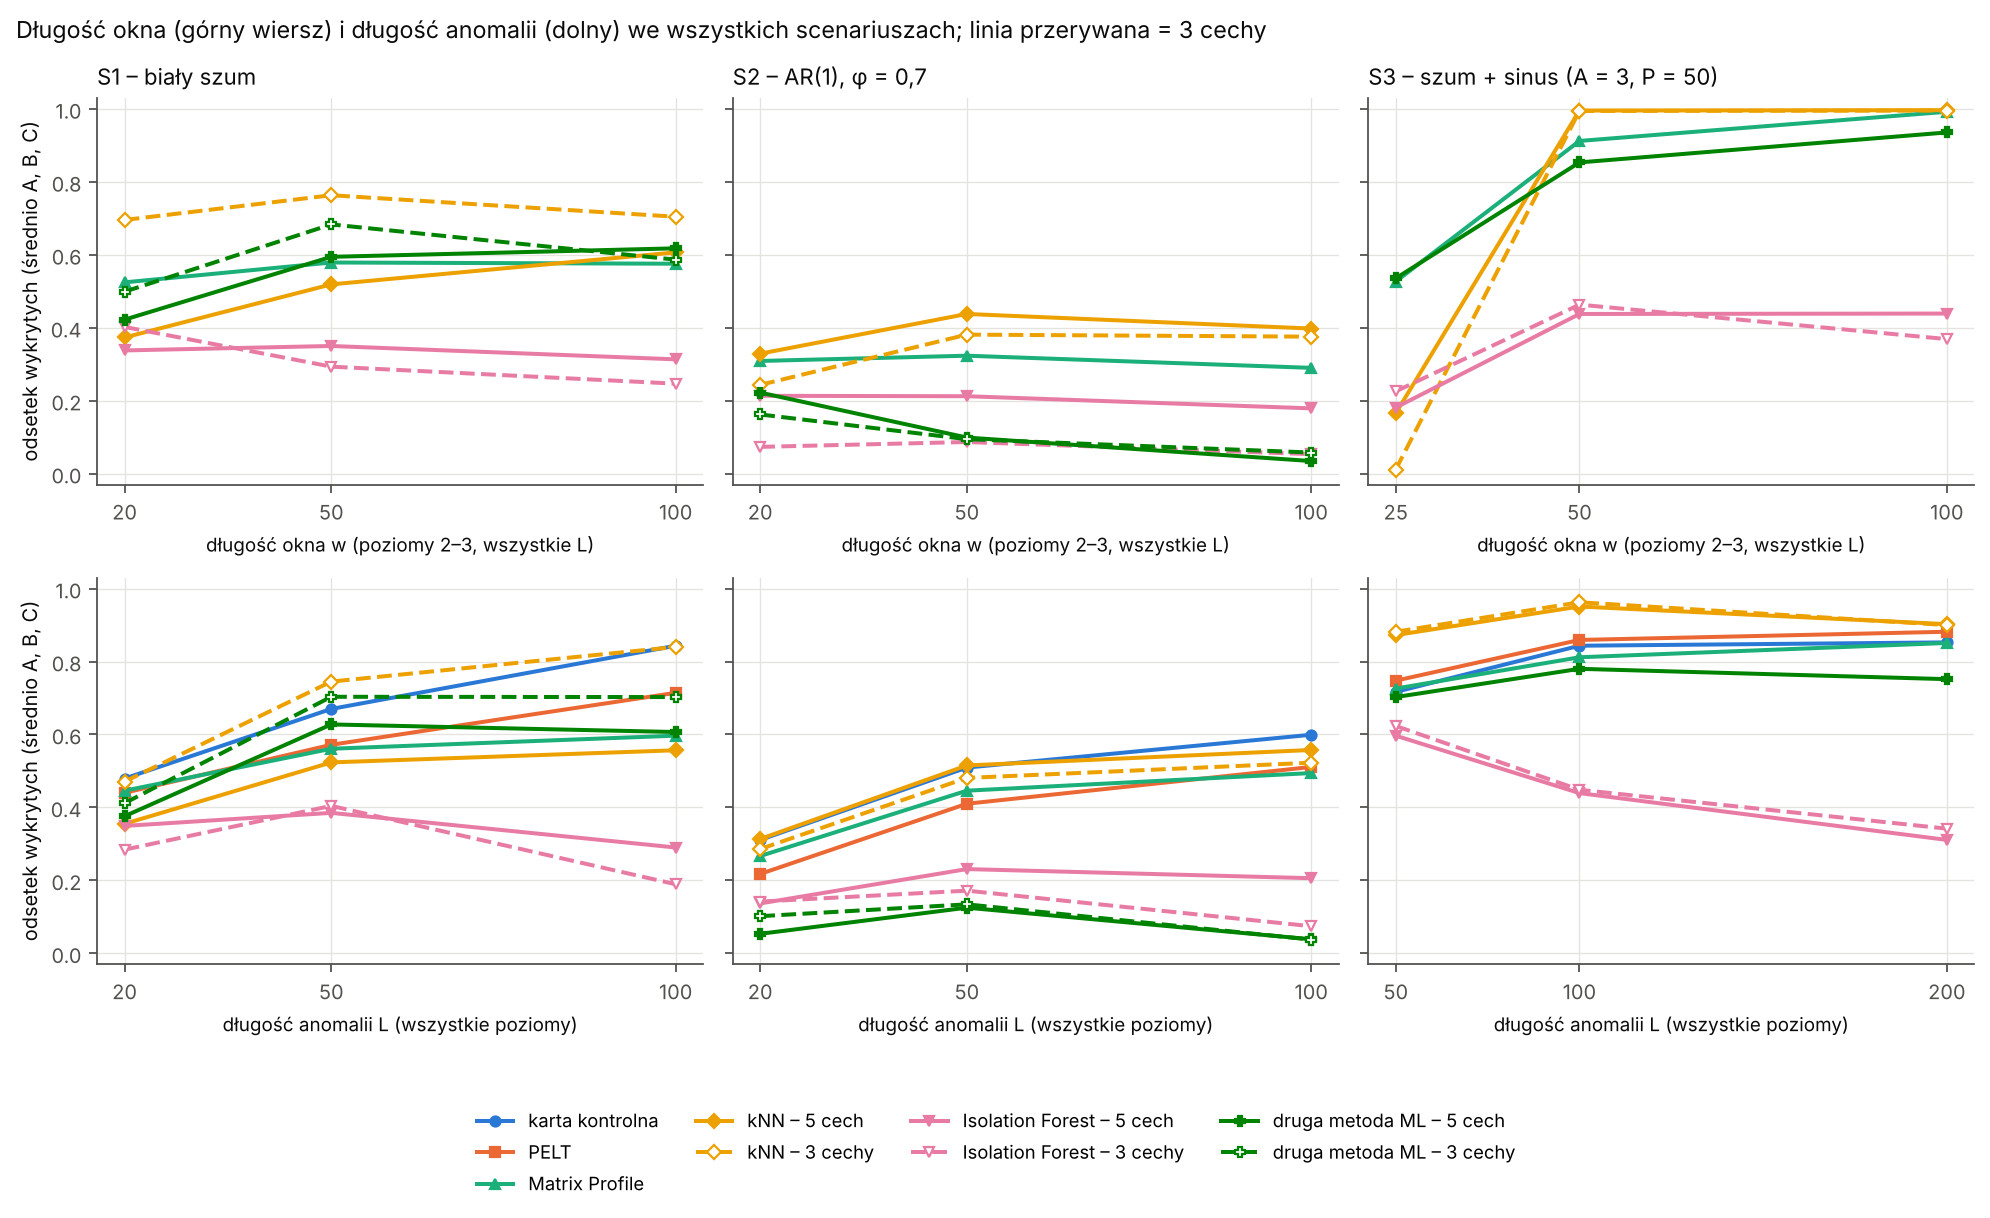 Długość okna (górny wiersz) i długość anomalii (dolny) we wszystkich scenariuszach; linia przerywana = 3 cechy
S1 – biały szum
S2 – AR(1), φ = 0,7
S3 – szum + sinus (A = 3, P = 50)
odsetek wykrytych (średnio A, B, C)
1.0
0.8
0.6
0.4
0.2
0.0
20 50 100
20 50 100
25 50 100
długość okna w (poziomy 2–3, wszystkie L)
długość okna w (poziomy 2–3, wszystkie L)
długość okna w (poziomy 2–3, wszystkie L)
odsetek wykrytych (średnio A, B, C)
1.0
0.8
0.6
0.4
0.2
0.0
20 50 100
20 50 100
50 100 200
długość anomalii L (wszystkie poziomy)
długość anomalii L (wszystkie poziomy)
długość anomalii L (wszystkie poziomy)
karta kontrolna
PELT
Matrix Profile
kNN – 5 cech
kNN – 3 cechy
Isolation Forest – 5 cech
Isolation Forest – 3 cechy
druga metoda ML – 5 cech
druga metoda ML – 3 cechy